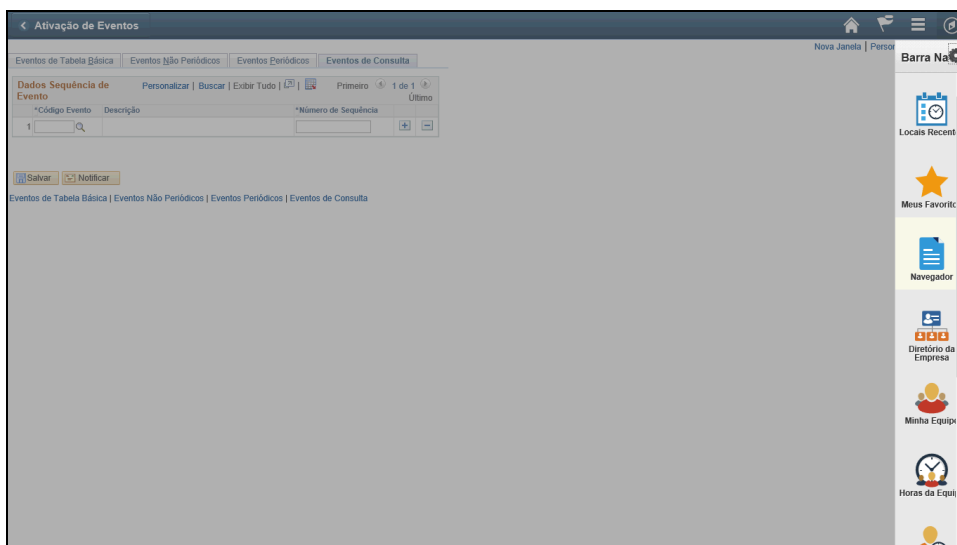 Ativação de Eventos
Nova Janela | Person
Barra Na
Eventos de Tabela Básica Eventos Não Periódicos Eventos Periódicos Eventos de Consulta
Dados Sequência de Evento Personalizar | Buscar | Exibir Tudo | | Primeiro 1 de 1 Último
*Código Evento Descrição *Número de Sequência
1
Salvar Notificar
Eventos de Tabela Básica | Eventos Não Periódicos | Eventos Periódicos | Eventos de Consulta
Locais Recent
Meus Favorito
Navegador
Diretório da
Empresa
Minha Equip
Horas da Equi